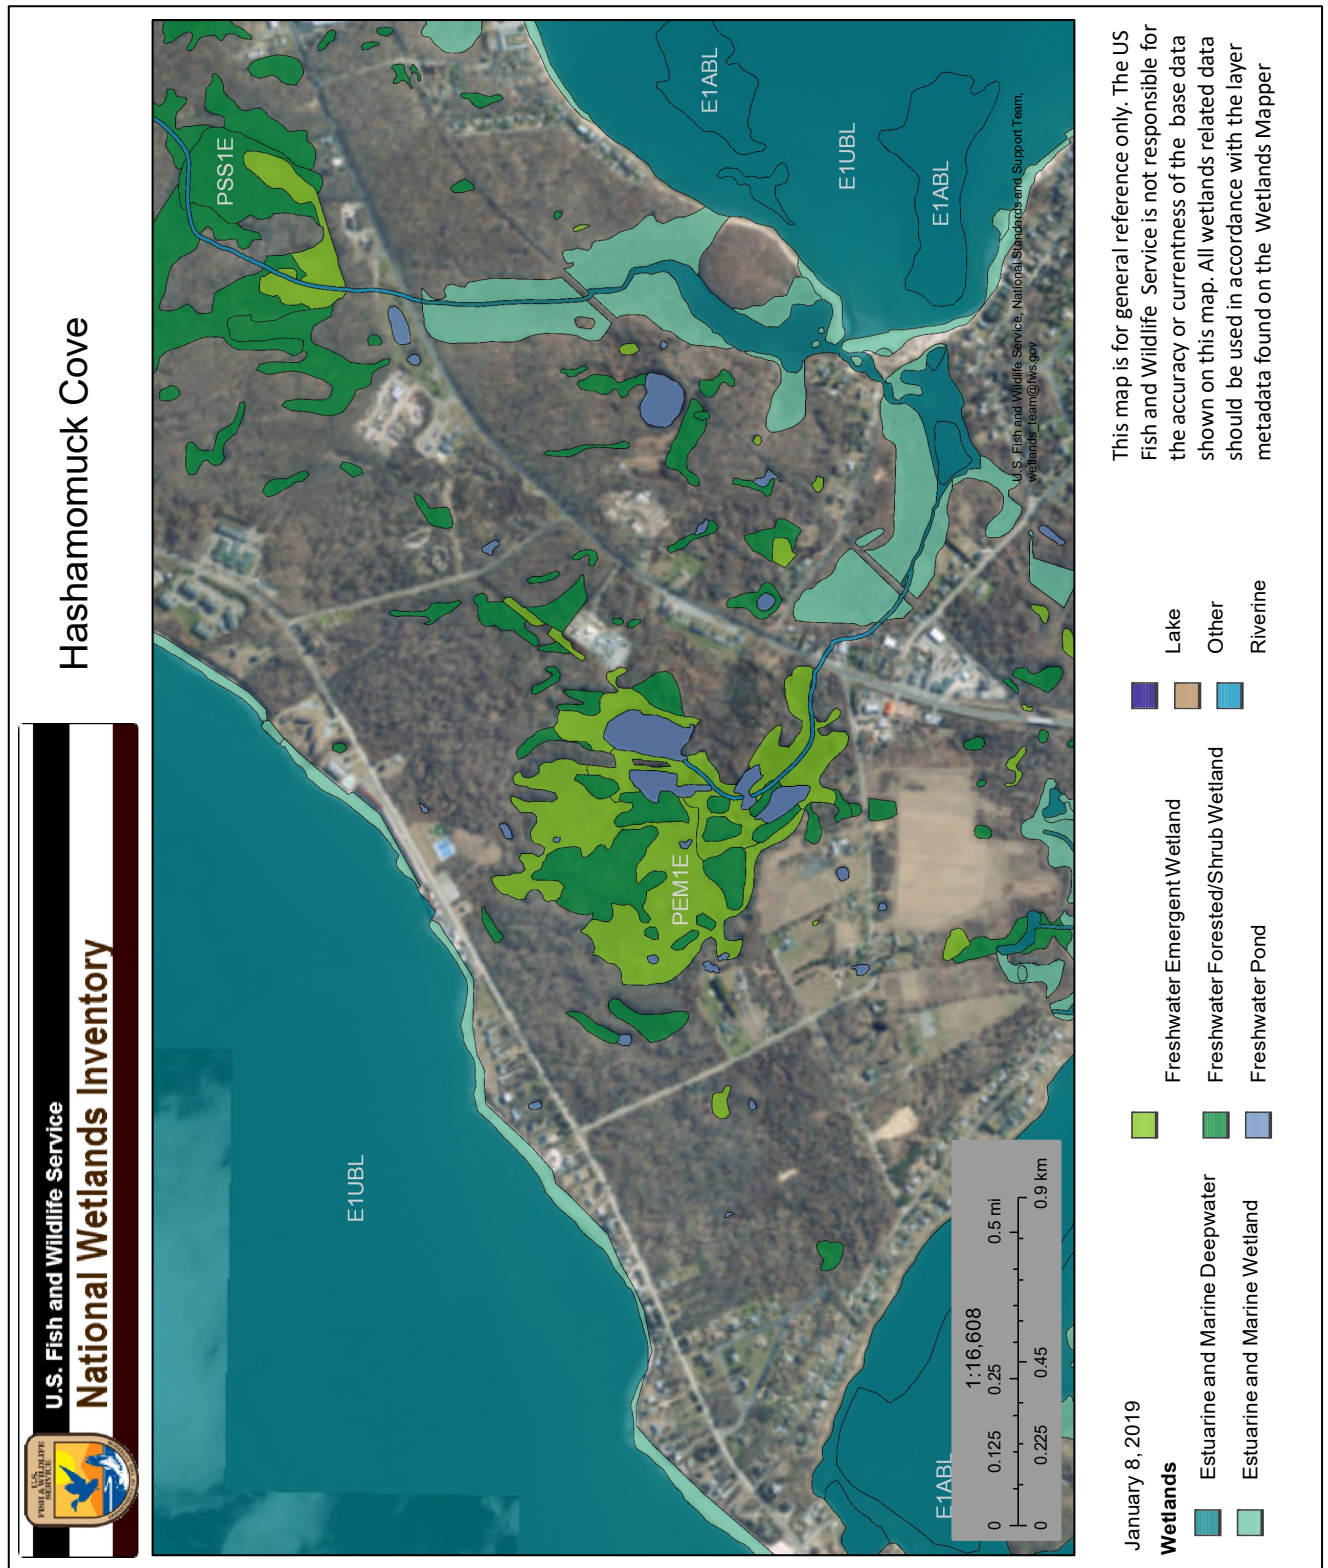 U.S. Fish and Wildlife Service
National Wetlands Inventory
Hashamomuck Cove
U.S.
FISH & WILDLIFE
SERVICE
E1UBL
PEM1E
PSS1E
E1ABL
E1UBL
E1ABL
E1ABL
U.S. Fish and Wildlife Service, National Standards and Support Team,
wetlands_team@fws.gov
1:16,608
0 0.125 0.25 0.5 mi
0 0.225 0.45 0.9 km
January 8, 2019
Wetlands
Estuarine and Marine Deepwater
Estuarine and Marine Wetland
Freshwater Emergent Wetland
Freshwater Forested/Shrub Wetland
Freshwater Pond
Lake
Other
Riverine
This map is for general reference only. The US
Fish and Wildlife Service is not responsible for
the accuracy or currentness of the base data
shown on this map. All wetlands related data
should be used in accordance with the layer
metadata found on the Wetlands Mapper